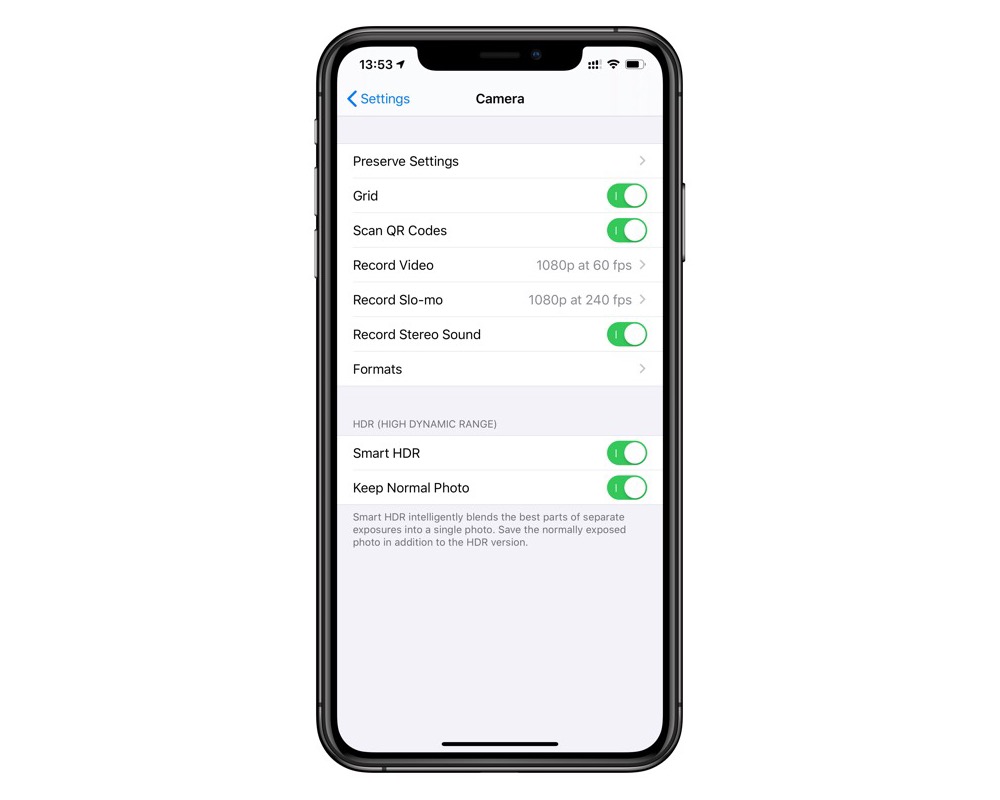 13:53
Settings
Camera
Preserve Settings
Grid
Scan QR Codes
Record Video 1080p at 60 fps
Record Slo-mo 1080p at 240 fps
Record Stereo Sound
Formats
HDR (HIGH DYNAMIC RANGE)
Smart HDR
Keep Normal Photo
Smart HDR intelligently blends the best parts of separate
exposures into a single photo. Save the normally exposed
photo in addition to the HDR version.